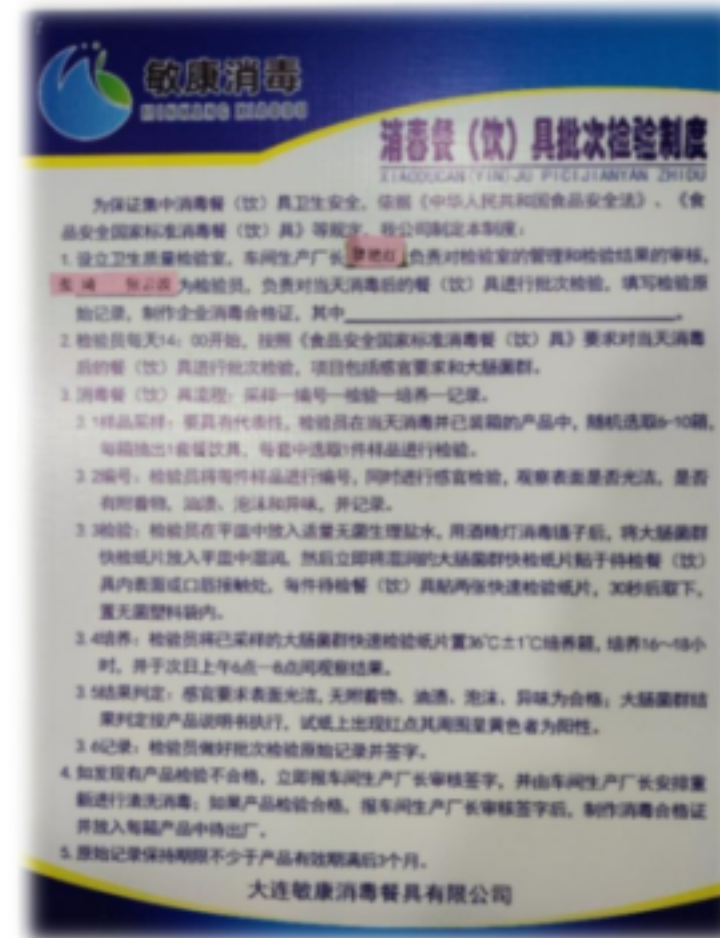 敏康消毒
MINKANG XIAODU
消毒餐（饮）具批次检验制度
XIAODUCAN(YIN)JU PICIJIANYAN ZHIDU
为保证集中消毒餐（饮）具卫生安全，依据《中华人民共和国食品安全法》、《食
品安全国家标准消毒餐（饮）具》等规定，我公司制定本制度：
1. 设立卫生质量检验室，车间生产厂长 负责对检验室的管理和检验结果的审核，
为检验员，负责对当天消毒后的餐（饮）具进行批次检验，填写检验原
始记录，制作企业消毒合格证，其中
2. 检验员每天14：00开始，按照《食品安全国家标准消毒餐（饮）具》要求对当天消毒
后的餐（饮）具进行批次检验，项目包括感官要求和大肠菌群。
3. 消毒餐（饮）具流程：采样—编号—检验—培养—记录。
3.1样品采样：要具有代表性，检验员在当天消毒并已装箱的产品中，随机选取6-10箱，
每箱抽出1套餐饮具，每套中选取1件样品进行检验。
3.2编号：检验员将每件样品进行编号，同时进行感官检验，观察表面是否光洁，是否
有附着物、油渍、泡沫和异味，并记录。
3.3检验：检验员在平皿中放入适量无菌生理盐水，用酒精灯消毒镊子后，将大肠菌群
快检纸片放入平皿中湿润，然后立即将湿润的大肠菌群快检纸片贴于待检餐（饮）
具内表面或口唇接触处，每件待检餐（饮）具贴两张快速检验纸片，30秒后取下，
置无菌塑料袋内。
3.4培养：检验员将已采样的大肠菌群快速检验纸片置36℃±1℃培养箱，培养16～18小
时，并于次日上午6点—8点间观察结果。
3.5结果判定：感官要求表面光洁，无附着物、油渍、泡沫、异味为合格；大肠菌群结
果判定按产品说明书执行，试纸上出现红点其周围呈黄色者为阳性。
3.6记录：检验员做好批次检验原始记录并签字。
4. 如发现有产品检验不合格，立即报车间生产厂长审核签字，并由车间生产厂长安排重
新进行清洗消毒；如果产品检验合格，报车间生产厂长审核签字后，制作消毒合格证
并放入每箱产品中待出厂。
5. 原始记录保持期限不少于产品有效期满后3个月。
大连敏康消毒餐具有限公司